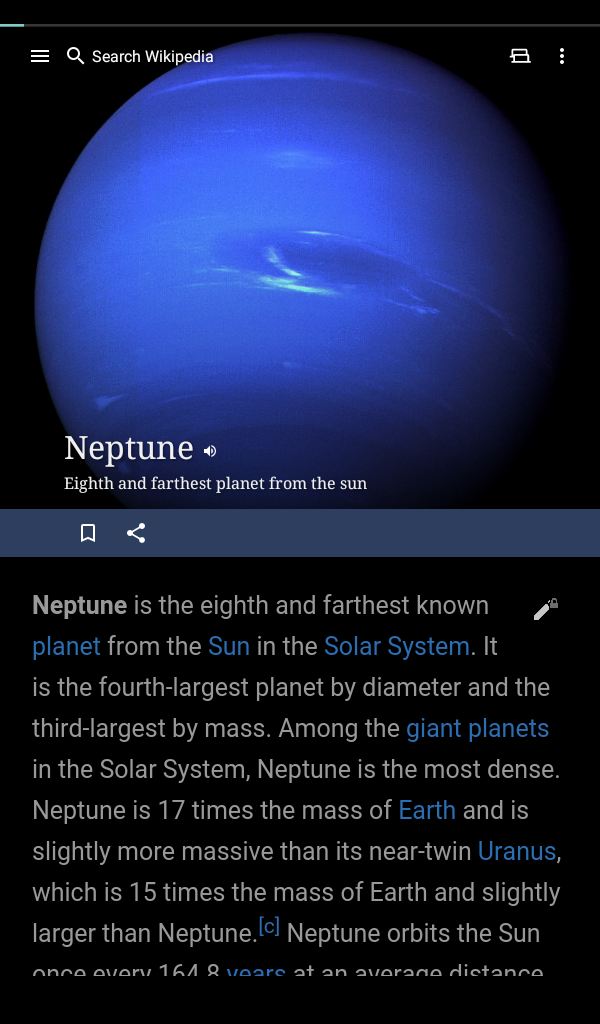 Search Wikipedia
Neptune
Eighth and farthest planet from the sun
Neptune is the eighth and farthest known
planet from the Sun in the Solar System. It
is the fourth-largest planet by diameter and the
third-largest by mass. Among the giant planets
in the Solar System, Neptune is the most dense.
Neptune is 17 times the mass of Earth and is
slightly more massive than its near-twin Uranus,
which is 15 times the mass of Earth and slightly
larger than Neptune.[c] Neptune orbits the Sun
once every 164.8 years at an average distance